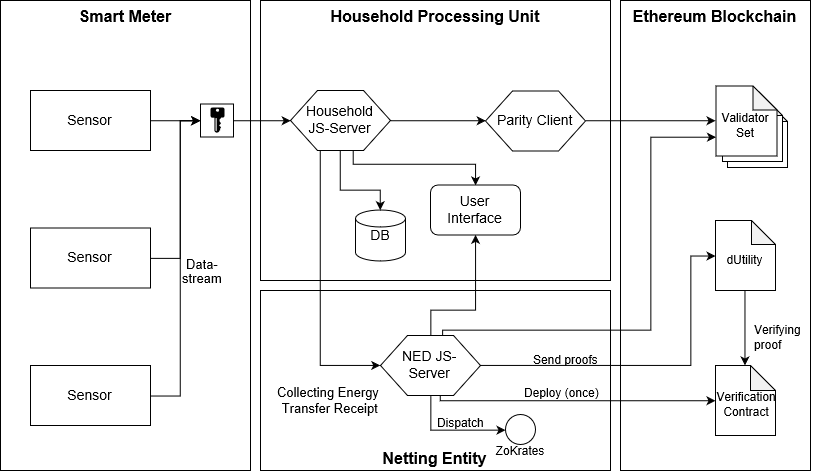 Smart Meter
Household Processing Unit
Ethereum Blockchain
Sensor
Household
JS-Server
Parity Client
Validator
Set
User
Interface
DB
Sensor
Data-
stream
dUtility
Verifying
proof
NED JS-
Server
Send proofs
Sensor
Collecting Energy
Transfer Receipt
Deploy (once)
Verification
Contract
Dispatch
ZoKrates
Netting Entity